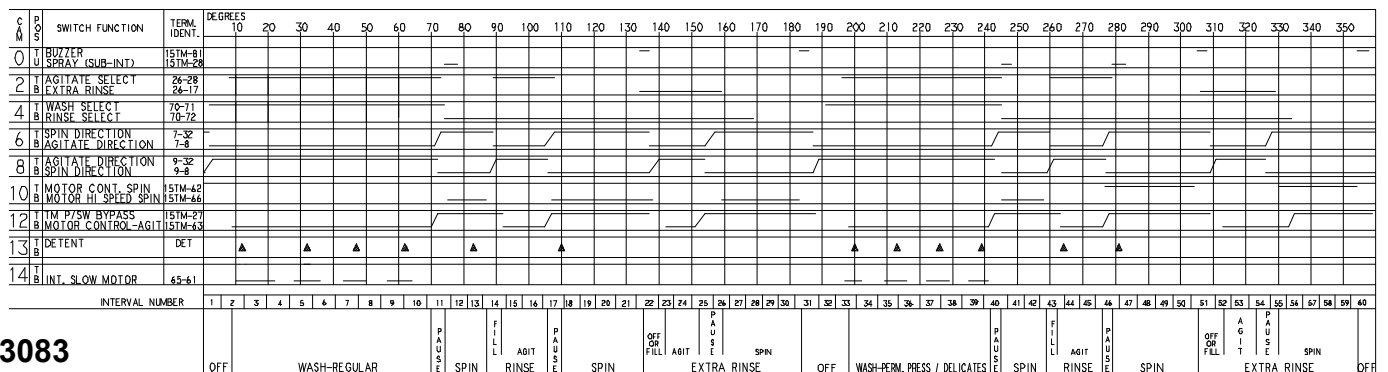 DEGREES
CAM POS SWITCH FUNCTION TERM. IDENT. 10 20 30 40 50 60 70 80 90 100 110 120 130 140 150 160 170 180 190 200 210 220 230 240 250 260 270 280 290 300 310 320 330 340 350
0 T BUZZER 15TM-81
U SPRAY (SUB-INT) 15TM-28
2 T AGITATE SELECT 26-28
B EXTRA RINSE 26-17
4 T WASH SELECT 70-71
B RINSE SELECT 70-72
6 T SPIN DIRECTION 7-32
B AGITATE DIRECTION 7-8
8 T AGITATE DIRECTION 9-32
B SPIN DIRECTION 9-8
10 T MOTOR CONT. SPIN 15TM-62
B MOTOR HI SPEED SPIN 15TM-66
12 T TM P/SW BYPASS 15TM-27
B MOTOR CONTROL-AGIT 15TM-63
13 T DETENT DET
B
14 T
B INT. SLOW MOTOR 65-61
INTERVAL NUMBER 1 2 3 4 5 6 7 8 9 10 11 12 13 14 15 16 17 18 19 20 21 22 23 24 25 26 27 28 29 30 31 32 33 34 35 36 37 38 39 40 41 42 43 44 45 46 47 48 49 50 51 52 53 54 55 56 57 58 59 60
3083
OFF WASH-REGULAR PAUSE SPIN FILL AGIT RINSE PAUSE SPIN OFF OR FILL AGIT PAUSE SPIN EXTRA RINSE OFF WASH-PERM. PRESS / DELICATES PAUSE SPIN FILL AGIT RINSE PAUSE SPIN OFF OR FILL AGIT PAUSE SPIN EXTRA RINSE OFF